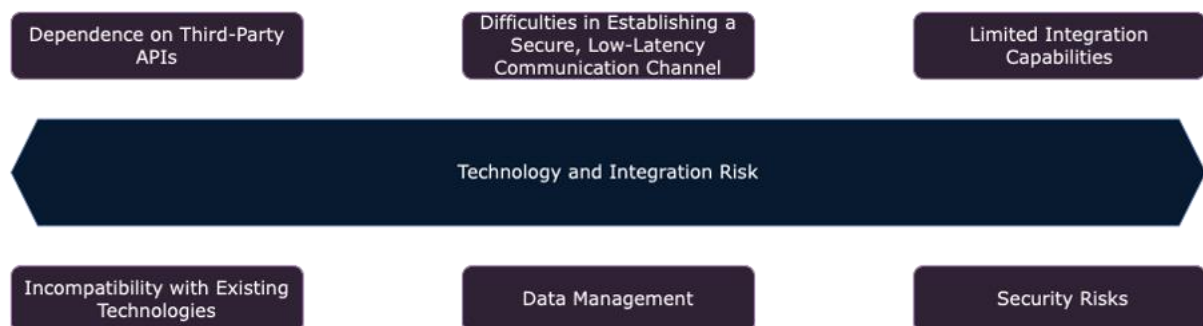 Dependence on Third-Party
APIs
Difficulties in Establishing a
Secure, Low-Latency
Communication Channel
Limited Integration
Capabilities
Technology and Integration Risk
Incompatibility with Existing
Technologies
Data Management
Security Risks